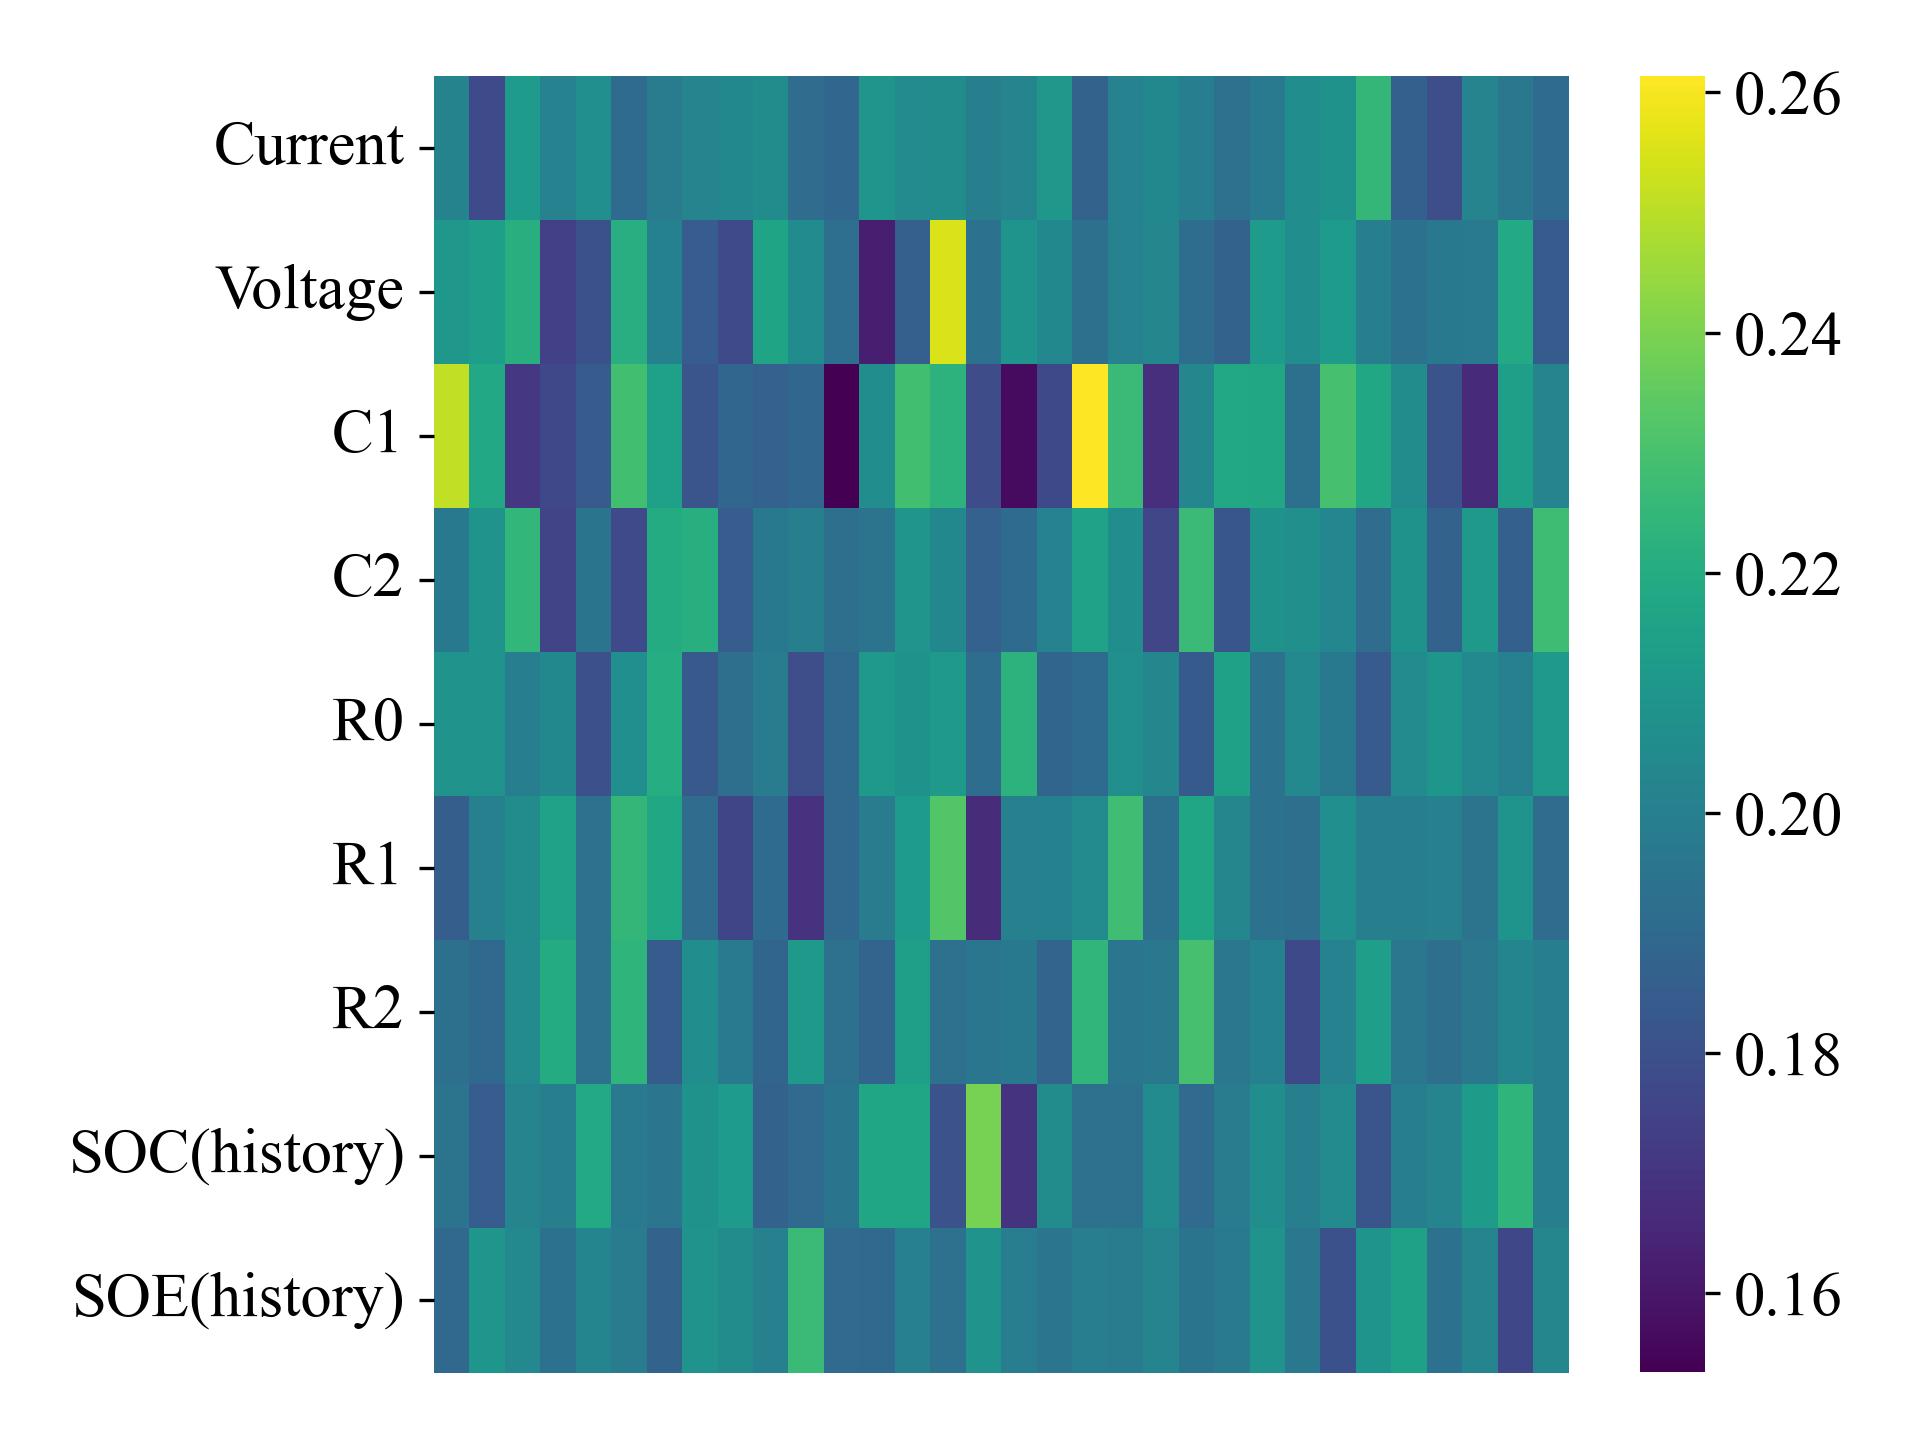 Current
Voltage
C1
C2
R0
R1
R2
SOC(history)
SOE(history)
0.26
0.24
0.22
0.20
0.18
0.16